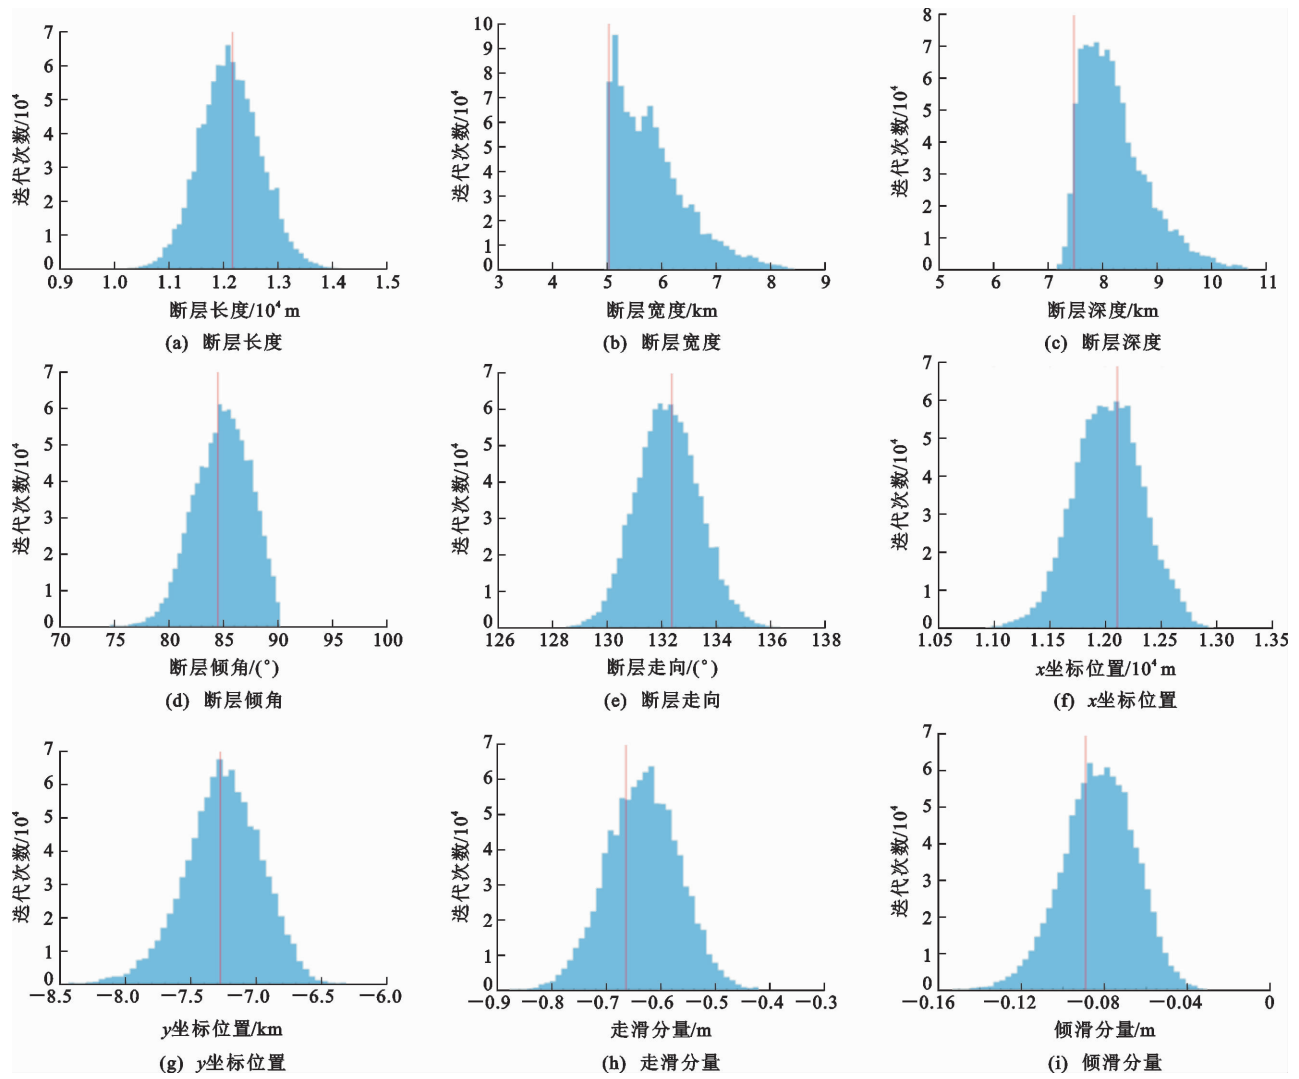 7
6
5
4
3
2
1
0
迭代次数/10⁴
0.9 1.0 1.1 1.2 1.3 1.4 1.5
断层长度/10⁴ m
(a) 断层长度
10
9
8
7
6
5
4
3
2
1
0
迭代次数/10⁴
3 4 5 6 7 8 9
断层宽度/km
(b) 断层宽度
8
7
6
5
4
3
2
1
0
迭代次数/10⁴
5 6 7 8 9 10 11
断层深度/km
(c) 断层深度
7
6
5
4
3
2
1
0
迭代次数/10⁴
70 75 80 85 90 95 100
断层倾角/(°)
(d) 断层倾角
7
6
5
4
3
2
1
0
迭代次数/10⁴
126 128 130 132 134 136 138
断层走向/(°)
(e) 断层走向
7
6
5
4
3
2
1
0
迭代次数/10⁴
1.05 1.10 1.15 1.20 1.25 1.30 1.35
x坐标位置/10⁴ m
(f) x坐标位置
7
6
5
4
3
2
1
0
迭代次数/10⁴
−8.5 −8.0 −7.5 −7.0 −6.5 −6.0
y坐标位置/km
(g) y坐标位置
7
6
5
4
3
2
1
0
迭代次数/10⁴
−0.9 −0.8 −0.7 −0.6 −0.5 −0.4 −0.3
走滑分量/m
(h) 走滑分量
7
6
5
4
3
2
1
0
迭代次数/10⁴
−0.16 −0.12 −0.08 −0.04 0
倾滑分量/m
(i) 倾滑分量